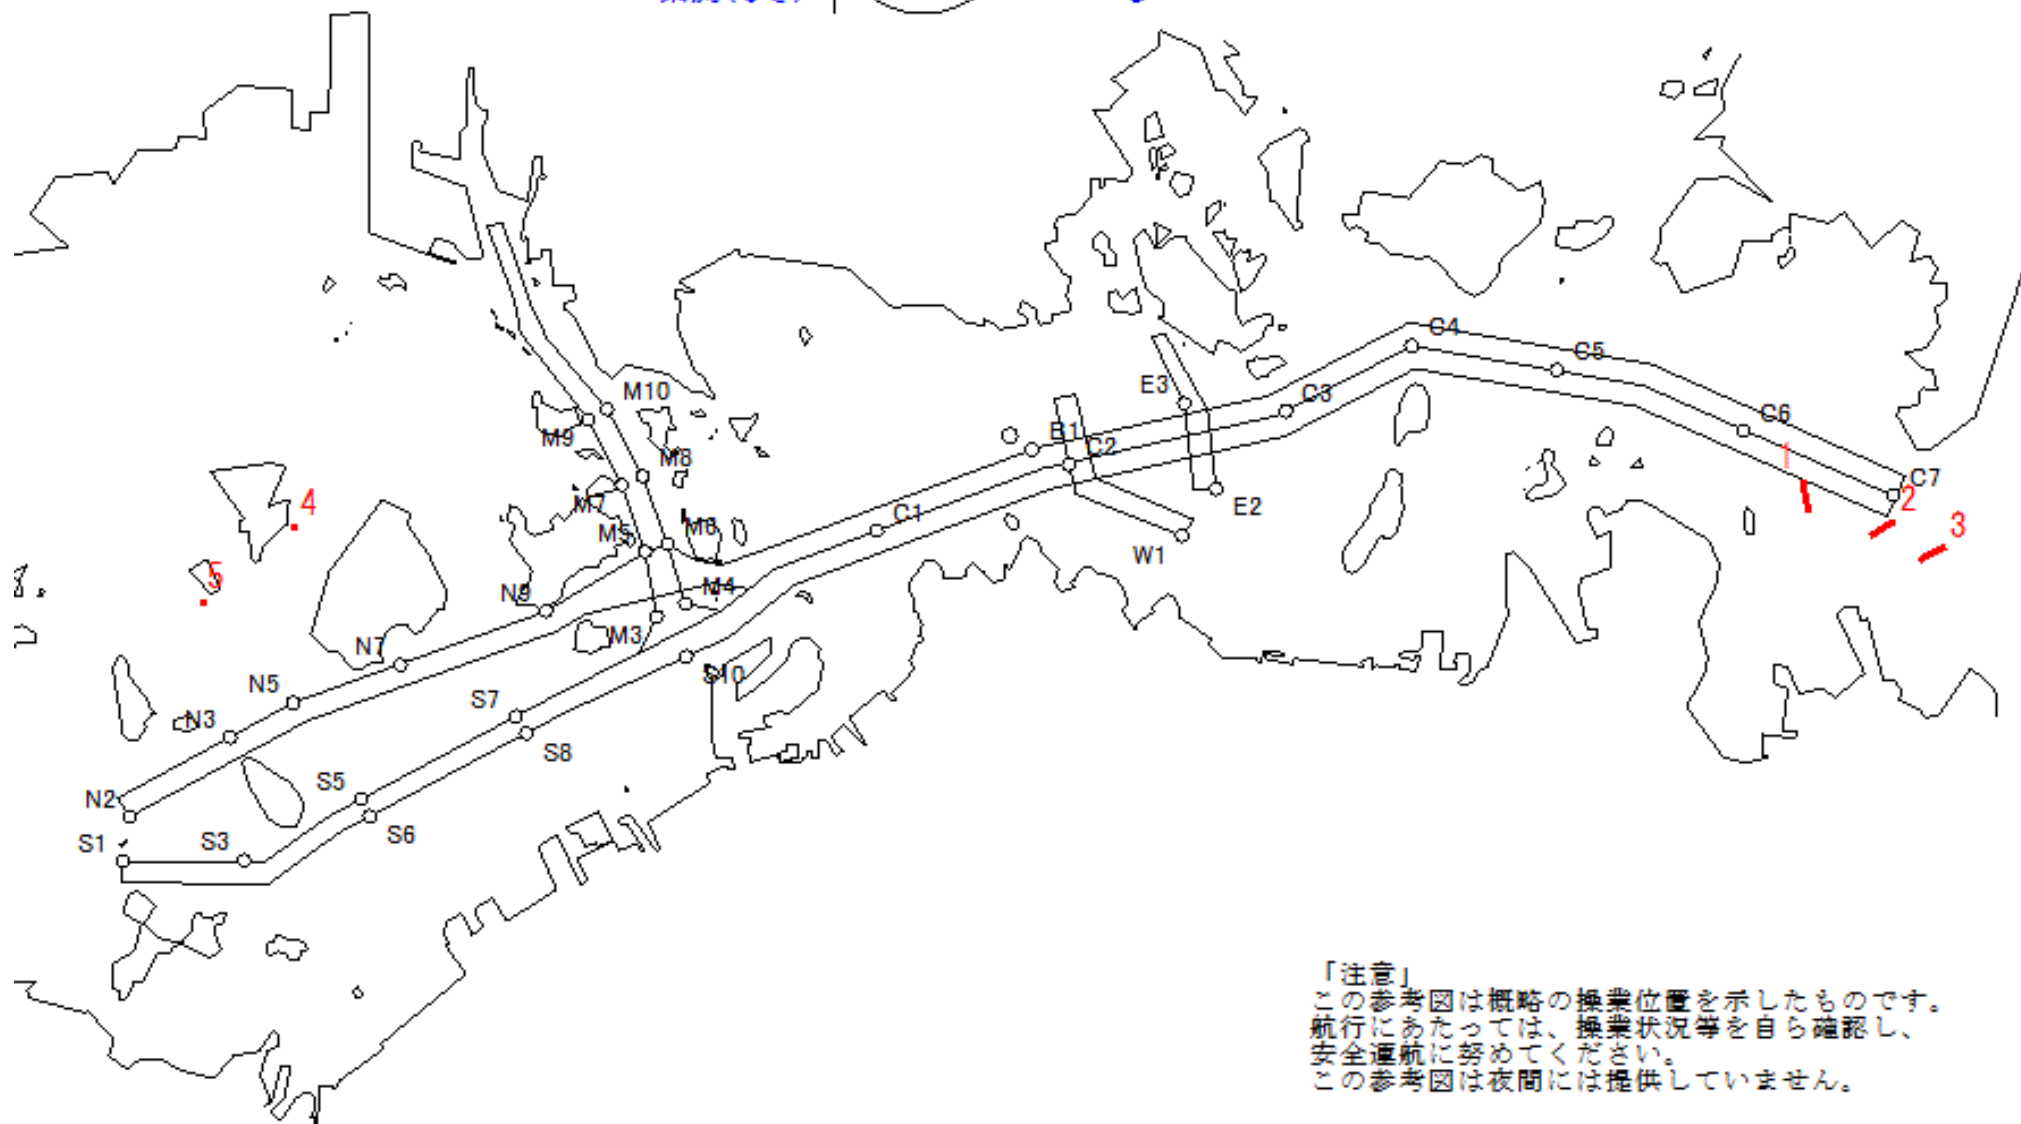 C4
C5
M10
E3
C3
B1
C6
M9
C2
1
M8
C7
M7
E2
2
4
M5
M6
C1
3
W1
5
N9
M4
M3
N7
S10
N5
S7
N3
S8
S5
N2
S6
S1
S3
「注意」
この参考図は概略の操業位置を示したものです。
航行にあたっては、操業状況等を自ら確認し、
安全運航に努めてください。
この参考図は夜間には提供していません。